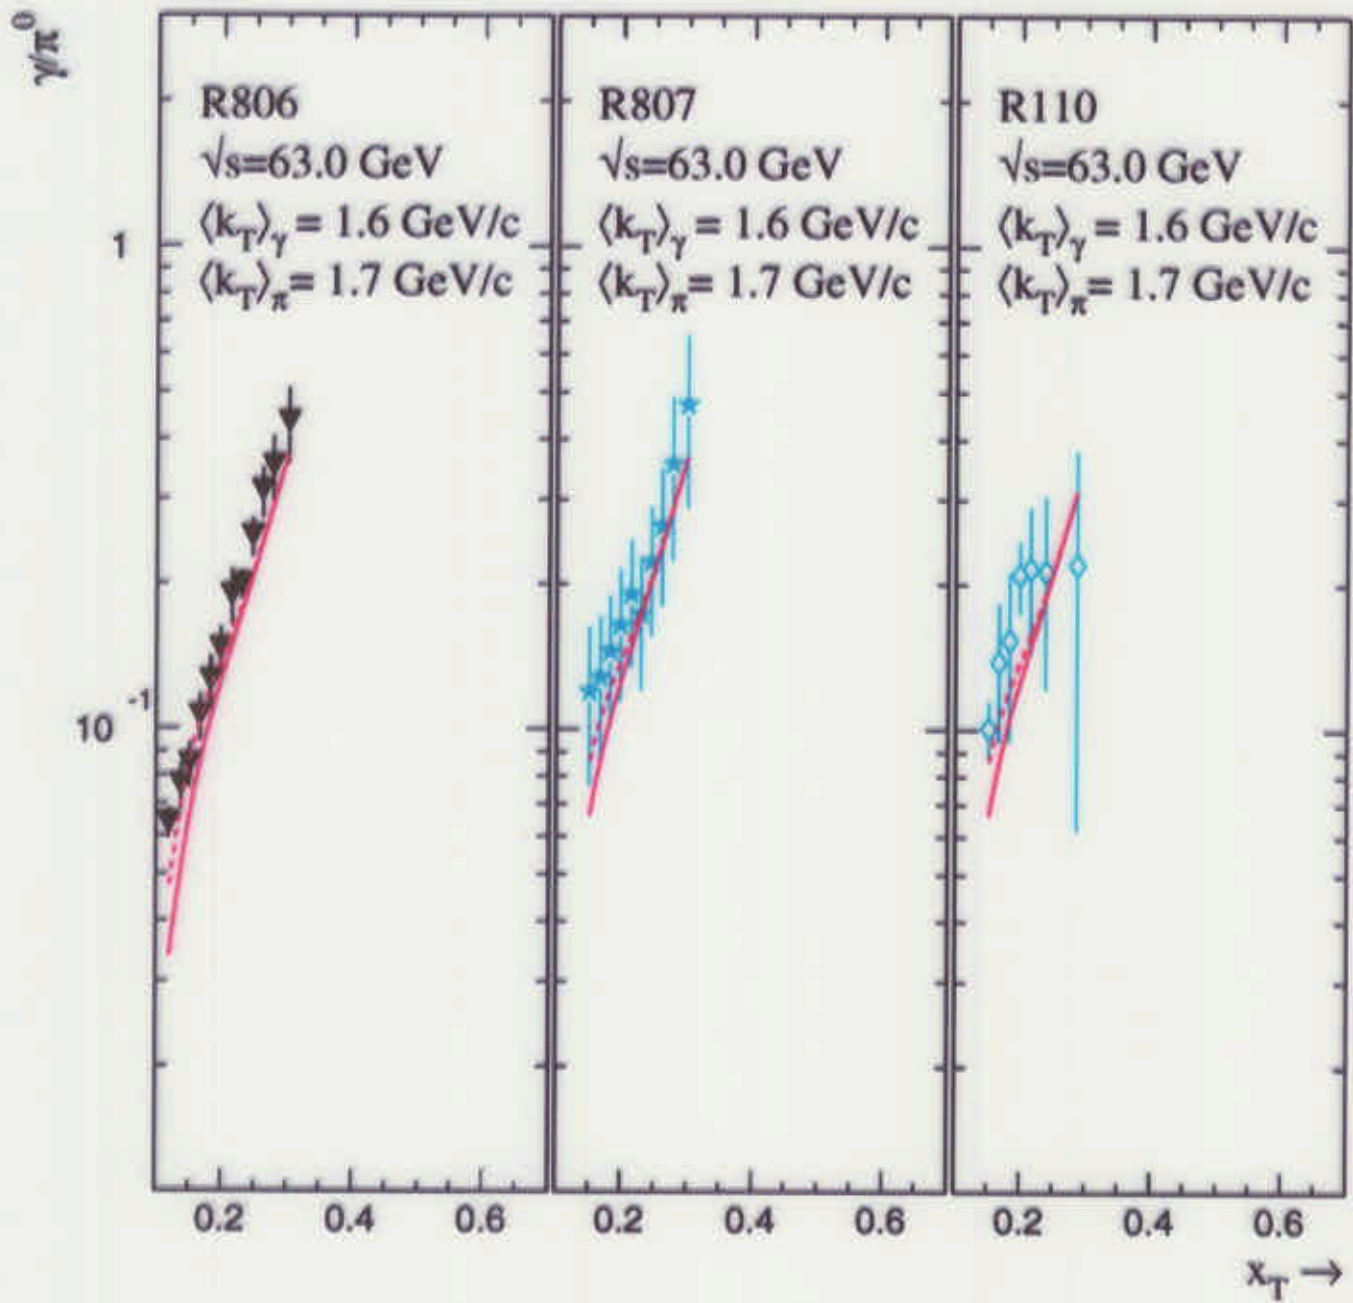 γ/π⁰
R806
√s=63.0 GeV
⟨k_T⟩_γ = 1.6 GeV/c
⟨k_T⟩_π= 1.7 GeV/c
R807
√s=63.0 GeV
⟨k_T⟩_γ = 1.6 GeV/c
⟨k_T⟩_π= 1.7 GeV/c
R110
√s=63.0 GeV
⟨k_T⟩_γ = 1.6 GeV/c
⟨k_T⟩_π= 1.7 GeV/c
1
10⁻¹
0.2 0.4 0.6 0.2 0.4 0.6 0.2 0.4 0.6
x_T →